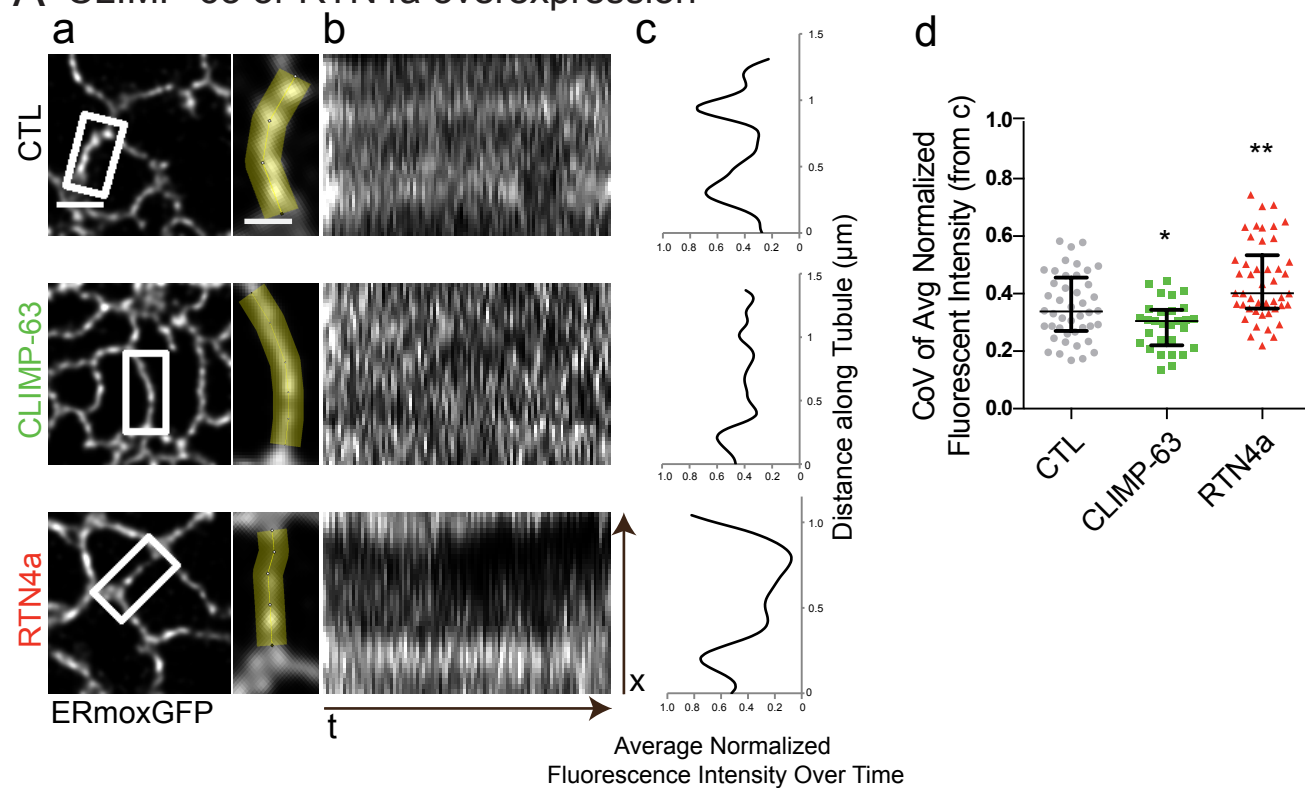 A CLIMP-63 or RTN4a overexpression
a
b
c
d
CTL
CLIMP-63
RTN4a
ERmoxGFP
t
x
1.5
1
0.5
0
1.0 0.8 0.6 0.4 0.2 0
1.5
1
0.5
0
1.0 0.8 0.6 0.4 0.2 0
1.0
0.5
0
1.0 0.8 0.6 0.4 0.2 0
Distance along Tubule (µm)
Average Normalized
Fluorescence Intensity Over Time
CoV of Avg Normalized
Fluorescent Intensity (from c)
1.0
0.8
0.6
0.4
0.2
0.0
*
**
CTL
CLIMP-63
RTN4a